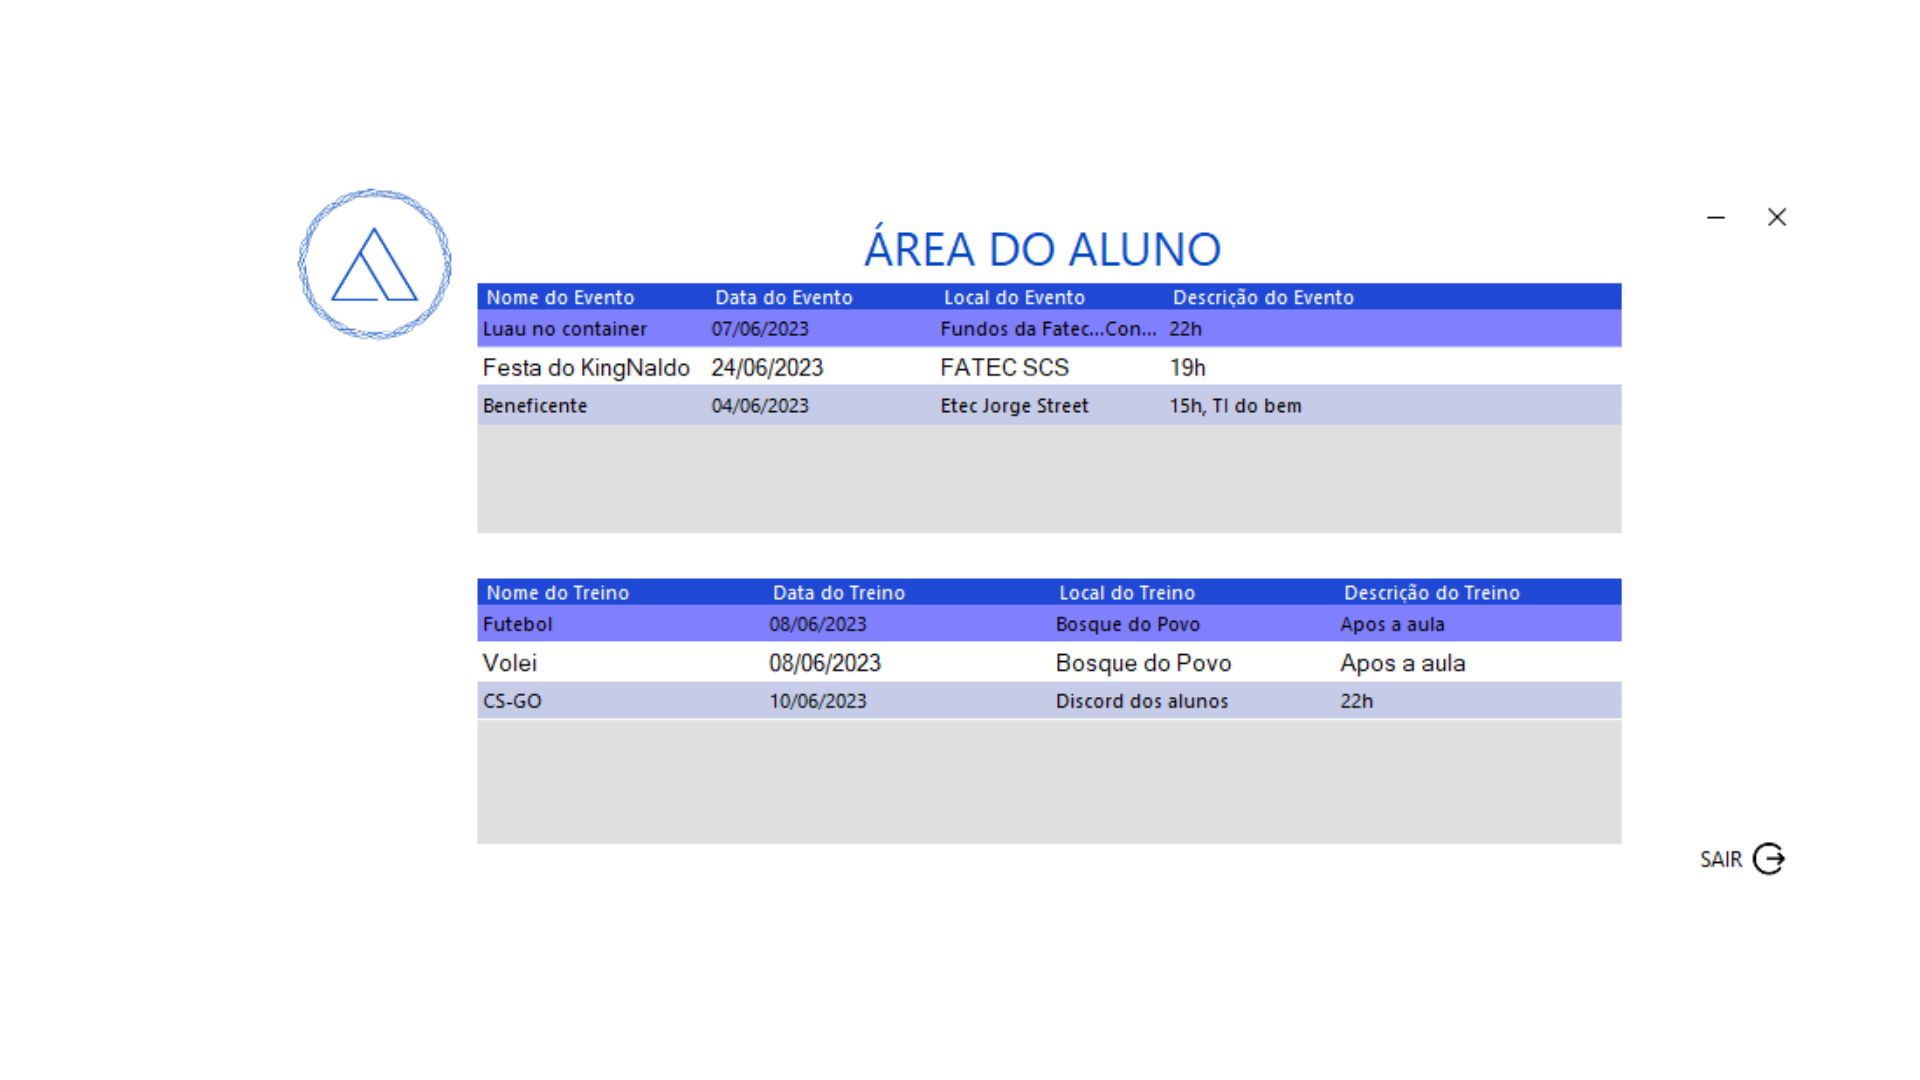 ÁREA DO ALUNO
Nome do Evento Data do Evento Local do Evento Descrição do Evento
Luau no container 07/06/2023 Fundos da Fatec...Con... 22h
Festa do KingNaldo 24/06/2023 FATEC SCS 19h
Beneficente 04/06/2023 Etec Jorge Street 15h, TI do bem
Nome do Treino Data do Treino Local do Treino Descrição do Treino
Futebol 08/06/2023 Bosque do Povo Apos a aula
Volei 08/06/2023 Bosque do Povo Apos a aula
CS-GO 10/06/2023 Discord dos alunos 22h
SAIR